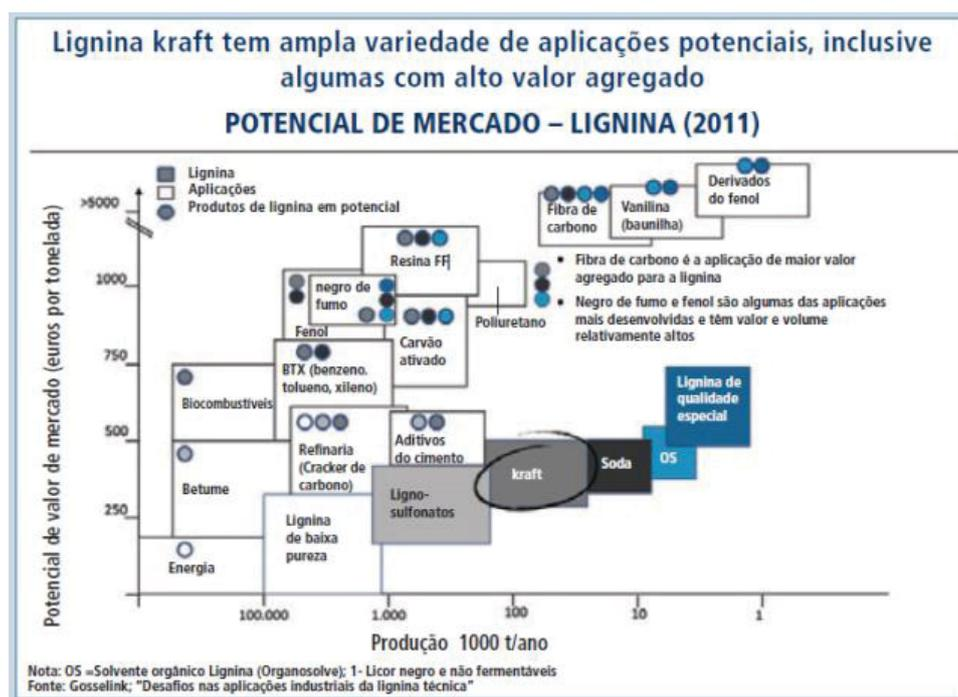 Lignina kraft tem ampla variedade de aplicações potenciais, inclusive
algumas com alto valor agregado
POTENCIAL DE MERCADO – LIGNINA (2011)
Lignina
Aplicações
Produtos de lignina em potencial
Potencial de valor de mercado (euros por tonelada)
>5000
1000
750
500
250
Derivados
do fenol
Fibra de
carbono
Vanilina
(baunilha)
Resina FF
negro de
fumo
Fenol
Poliuretano
• Fibra de carbono é a aplicação de maior valor
agregado para a lignina
• Negro de fumo e fenol são algumas das aplicações
mais desenvolvidas e têm valor e volume
relativamente altos
Carvão
ativado
BTX (benzeno.
tolueno, xileno)
Biocombustíveis
Lignina de
qualidade
especial
Refinaria
(Cracker de
carbono)
Aditivos
do cimento
Betume
kraft
Soda
OS
Ligno-
sulfonatos
Lignina
de baixa
pureza
Energia
100.000
1.000
100
10
1
Produção 1000 t/ano
Nota: OS =Solvente orgânico Lignina (Organosolve); 1- Licor negro e não fermentáveis
Fonte: Gosselink; "Desafios nas aplicações industriais da lignina técnica"